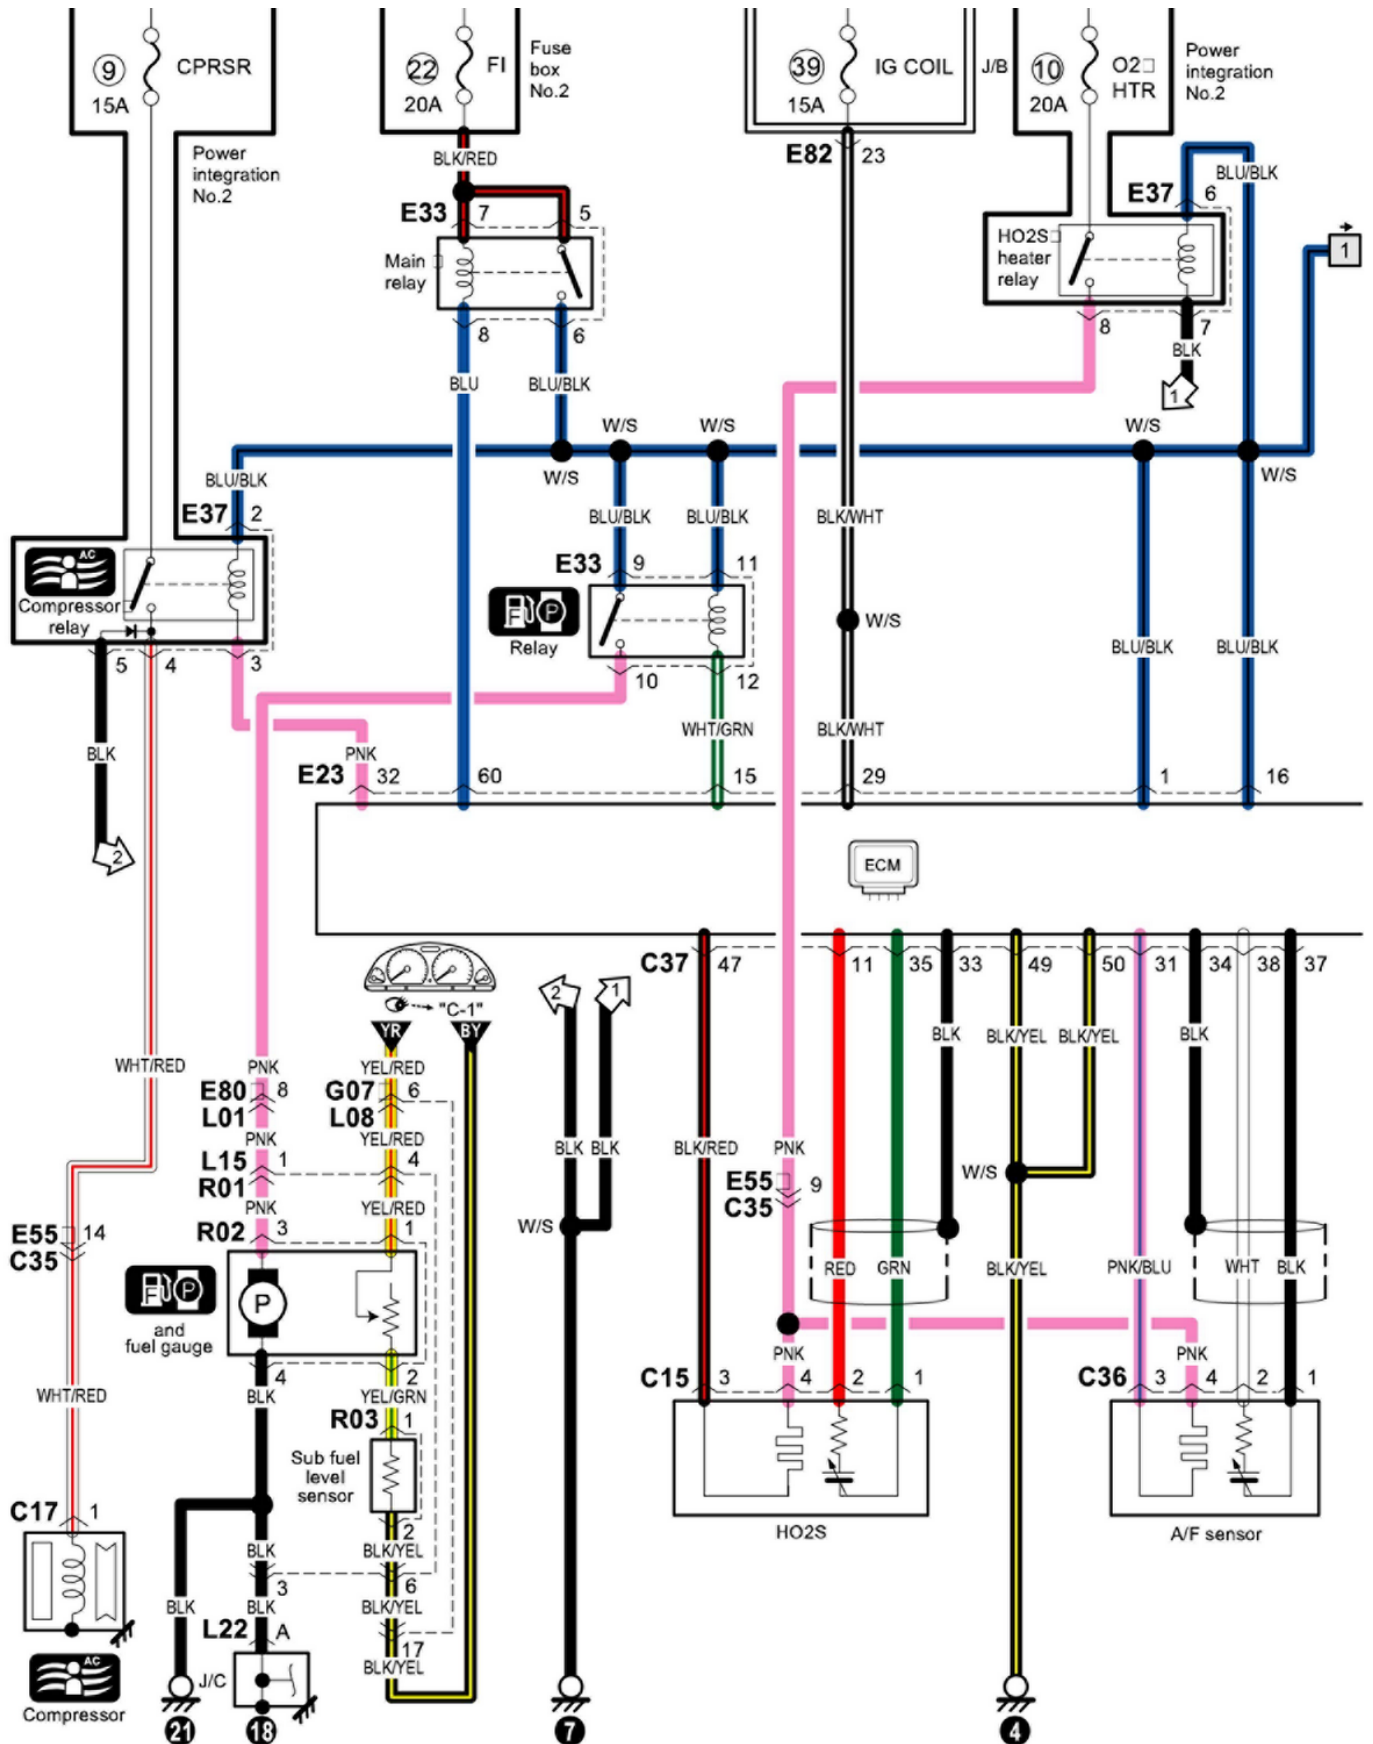 9 CPRSR
15A
22 FI
20A
Fuse
box
No.2
39 IG COIL
15A
J/B
10 O2
HTR
20A
Power
integration
No.2
Power
integration
No.2
BLK/RED
E82 23
BLU/BLK
E33 7 5
E37 6
Main
relay
HO2S
heater
relay
1
8 6
8 7
BLK
1
BLU BLU/BLK
W/S W/S W/S
W/S W/S
BLU/BLK
E37 2
BLU/BLK BLU/BLK BLK/WHT
E33 9 11
AC
Compressor
relay
F P
Relay
W/S
5 4 3
10 12
BLU/BLK BLU/BLK
BLK
PNK
WHT/GRN BLK/WHT
E23 32 60 15 29 1 16
2
ECM
C37 47 11 35 33 49 50 31 34 38 37
"C-1"
YR BY
2 1
BLK BLK/YEL BLK/YEL BLK
WHT/RED PNK YEL/RED
E80 8 G07 6
L01 L08
PNK YEL/RED
BLK BLK BLK/RED PNK
L15 1 4
R01
W/S
E55 9
C35
PNK YEL/RED
R02 3 1
W/S
E55 14
C35
RED GRN BLK/YEL PNK/BLU WHT BLK
F P
and
fuel gauge
P
PNK PNK
4 2
C15 3 4 2 1
C36 3 4 2 1
WHT/RED BLK YEL/GRN
R03 1
Sub fuel
level
sensor
C17 1
2
HO2S A/F sensor
BLK BLK/YEL
3 6
BLK BLK BLK/YEL
L22 A
17
BLK/YEL
AC
Compressor
J/C
21 18 7 4